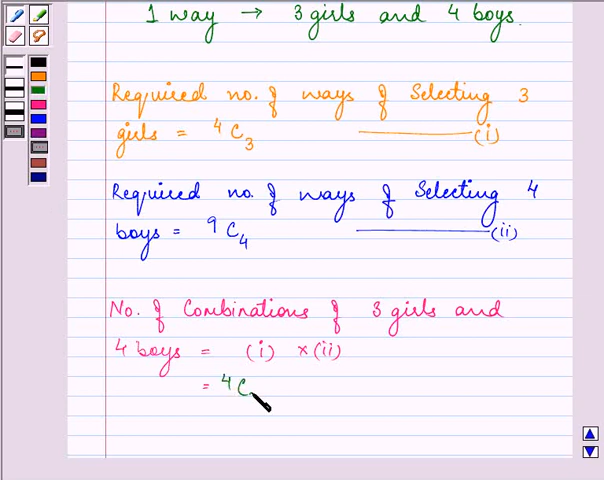 1 way → 3 girls and 4 boys.
Required no. of ways of Selecting 3
girls = ⁴C₃ ———— (i)
Required no. of ways of Selecting 4
boys = ⁹C₄ ———— (ii)
No. of Combinations of 3 girls and
4 boys = (i) × (ii)
= ⁴C